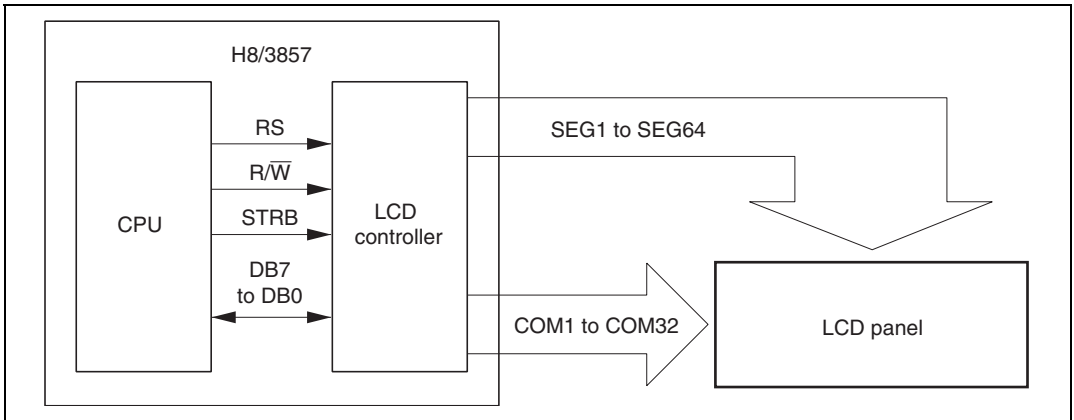 H8/3857
RS
R/W̅
STRB
DB7
to DB0
CPU
LCD
controller
SEG1 to SEG64
COM1 to COM32
LCD panel